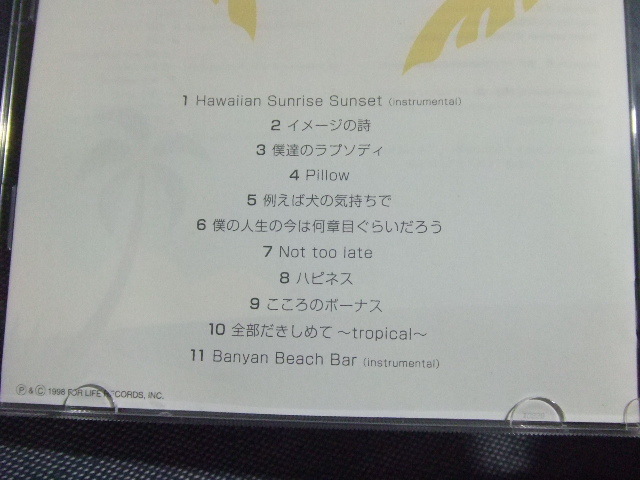 1 Hawaiian Sunrise Sunset (instrumental)
2 イメージの詩
3 僕達のラプソディ
4 Pillow
5 例えば犬の気持ちで
6 僕の人生の今は何章目ぐらいだろう
7 Not too iate
8 ハピネス
9 こころのボーナス
10 全部だきしめて 〜tropical〜
11 Banyan Beach Bar (instrumental)
℗ & © 1998 FOR LIFE RECORDS, INC.